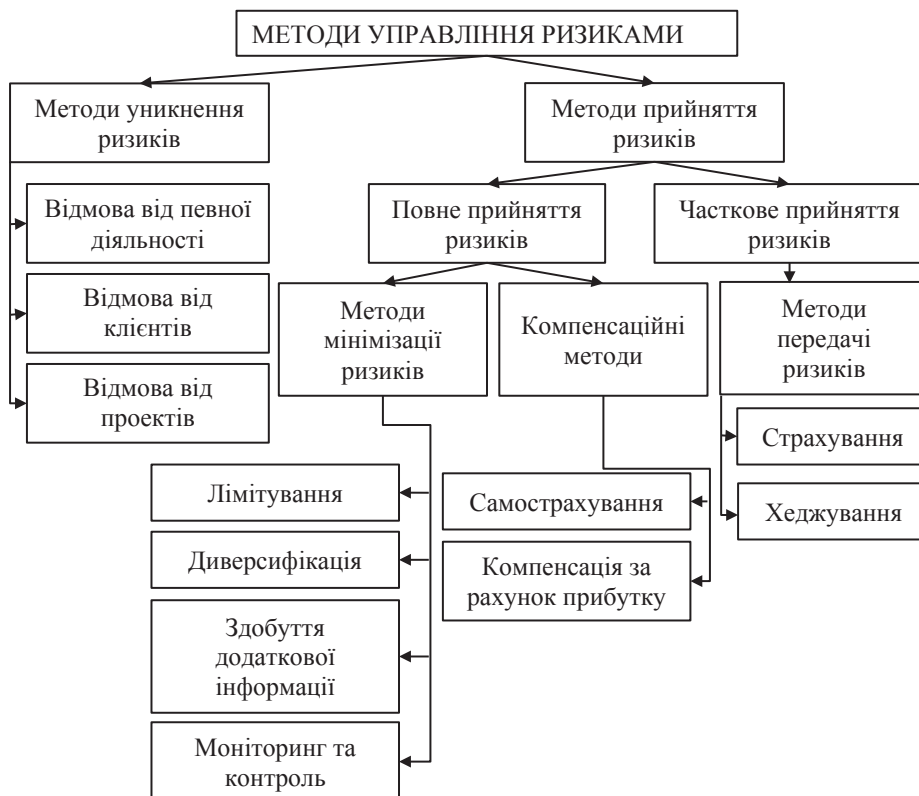 МЕТОДИ УПРАВЛІННЯ РИЗИКАМИ
Методи уникнення
ризиків
Методи прийняття
ризиків
Відмова від певної
діяльності
Відмова від
клієнтів
Відмова від
проектів
Повне прийняття
ризиків
Часткове прийняття
ризиків
Методи
мінімізації
ризиків
Компенсаційні
методи
Методи
передачі
ризиків
Лімітування
Диверсифікація
Здобуття
додаткової
інформації
Моніторинг та
контроль
Самострахування
Компенсація за
рахунок прибутку
Страхування
Хеджування